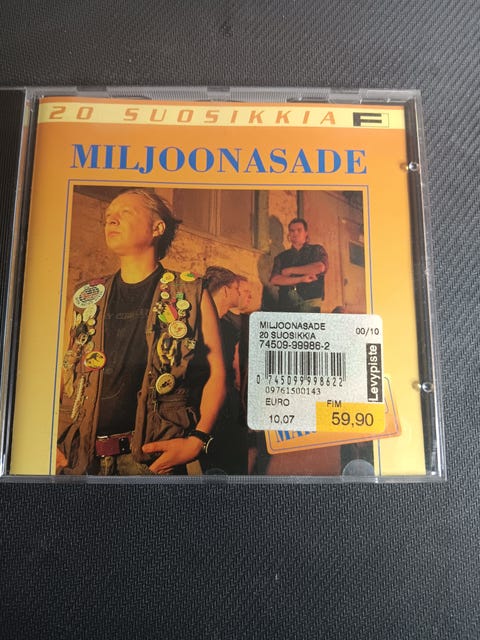 20 SUOSIKKIA F
MILJOONASADE
MILJOONASADE
20 SUOSIKKIA
00/10
74509-99986-2
Levypiste
0 745099 998622
09761500143
EURO FIM
10,07 59,90